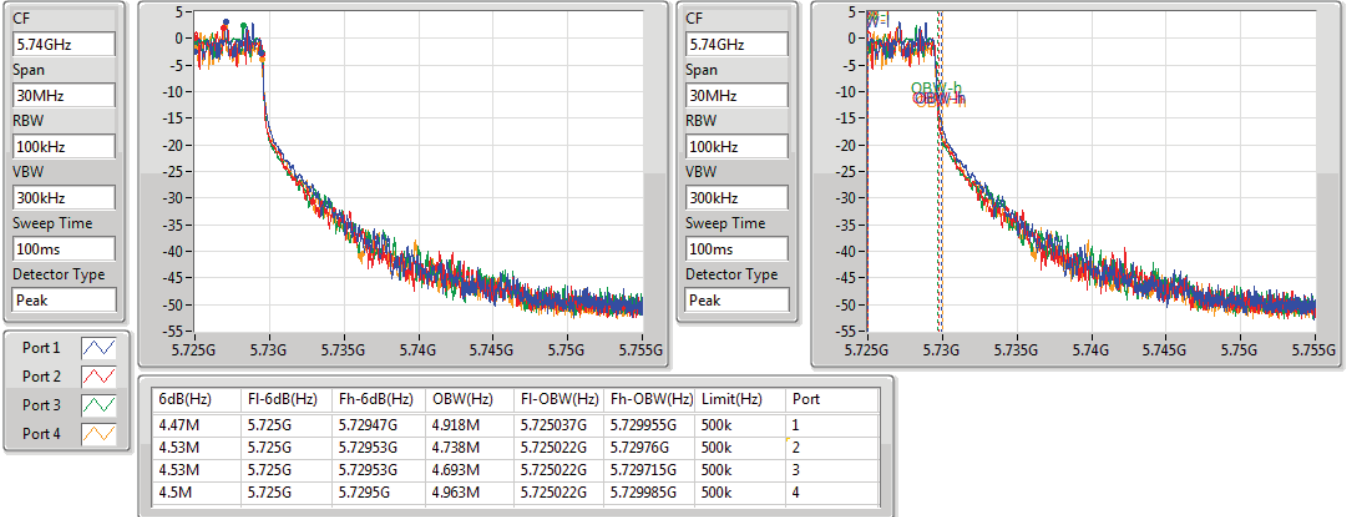 CF
5.74GHz
Span
30MHz
RBW
100kHz
VBW
300kHz
Sweep Time
100ms
Detector Type
Peak
Port 1
Port 2
Port 3
Port 4
5
0
-5
-10
-15
-20
-25
-30
-35
-40
-45
-50
-55
5.725G 5.73G 5.735G 5.74G 5.745G 5.75G 5.755G
CF
5.74GHz
Span
30MHz
RBW
100kHz
VBW
300kHz
Sweep Time
100ms
Detector Type
Peak
5
0
-5
-10
-15
-20
-25
-30
-35
-40
-45
-50
-55
OBW-h
5.725G 5.73G 5.735G 5.74G 5.745G 5.75G 5.755G
6dB(Hz) Fl-6dB(Hz) Fh-6dB(Hz) OBW(Hz) Fl-OBW(Hz) Fh-OBW(Hz) Limit(Hz) Port
4.47M 5.725G 5.72947G 4.918M 5.725037G 5.729955G 500k 1
4.53M 5.725G 5.72953G 4.738M 5.725022G 5.72976G 500k 2
4.53M 5.725G 5.72953G 4.693M 5.725022G 5.729715G 500k 3
4.5M 5.725G 5.7295G 4.963M 5.725022G 5.729985G 500k 4